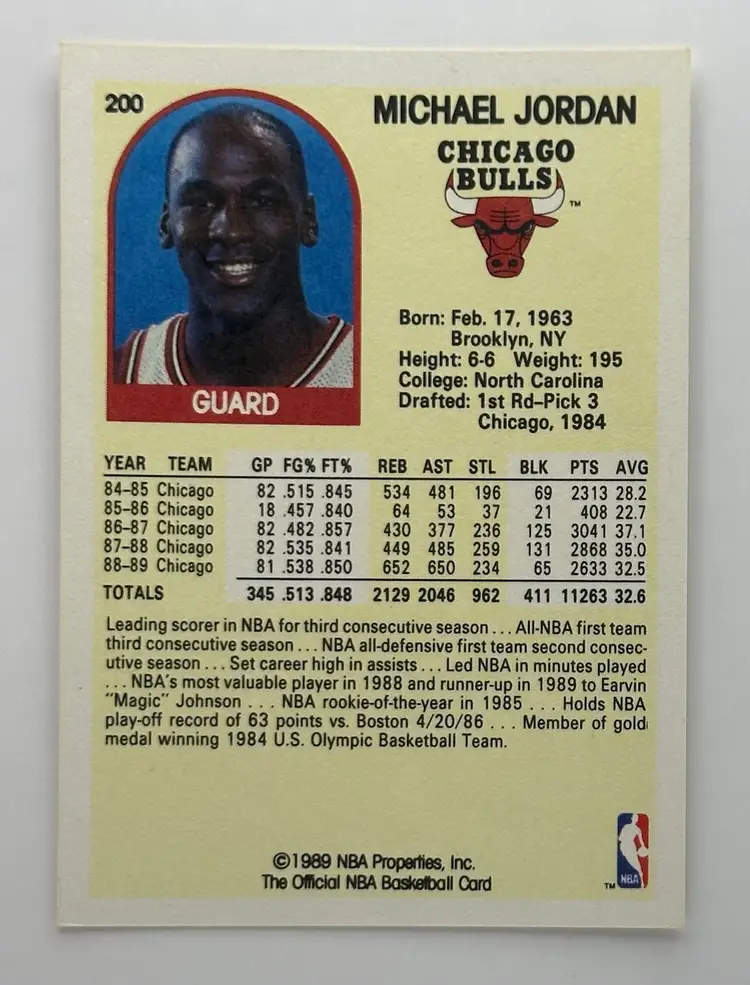 200
MICHAEL JORDAN
CHICAGO
BULLS
TM
Born: Feb. 17, 1963
Brooklyn, NY
Height: 6-6 Weight: 195
College: North Carolina
Drafted: 1st Rd–Pick 3
Chicago, 1984
GUARD
YEAR TEAM GP FG% FT% REB AST STL BLK PTS AVG
84–85 Chicago 82 .515 .845 534 481 196 69 2313 28.2
85–86 Chicago 18 .457 .840 64 53 37 21 408 22.7
86–87 Chicago 82 .482 .857 430 377 236 125 3041 37.1
87–88 Chicago 82 .535 .841 449 485 259 131 2868 35.0
88–89 Chicago 81 .538 .850 652 650 234 65 2633 32.5
TOTALS 345 .513 .848 2129 2046 962 411 11263 32.6
Leading scorer in NBA for third consecutive season . . . All-NBA first team
third consecutive season . . . NBA all-defensive first team second consec-
utive season . . . Set career high in assists . . . Led NBA in minutes played
. . . NBA's most valuable player in 1988 and runner-up in 1989 to Earvin
"Magic" Johnson . . . NBA rookie-of-the-year in 1985 . . . Holds NBA
play-off record of 63 points vs. Boston 4/20/86 . . . Member of gold
medal winning 1984 U.S. Olympic Basketball Team.
©1989 NBA Properties, Inc.
The Official NBA Basketball Card
TM
NBA